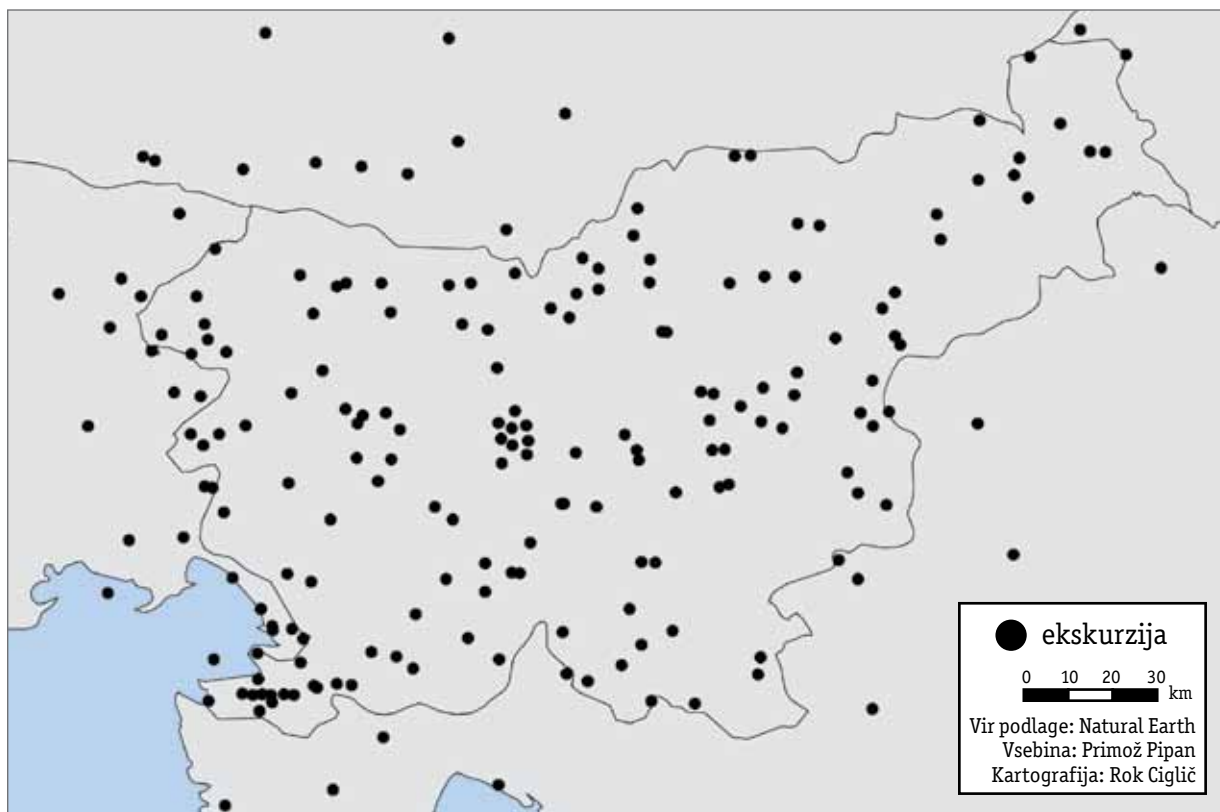 ekskurzija
0 10 20 30
km
Vir podlage: Natural Earth
Vsebina: Primož Pipan
Kartografija: Rok Ciglič